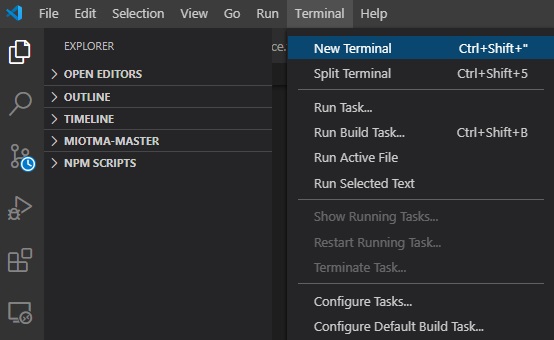 File Edit Selection View Go Run Terminal Help
EXPLORER
OPEN EDITORS
OUTLINE
TIMELINE
MIOTMA-MASTER
NPM SCRIPTS
ce.
New Terminal Ctrl+Shift+"
Split Terminal Ctrl+Shift+5
Run Task...
Run Build Task... Ctrl+Shift+B
Run Active File
Run Selected Text
Show Running Tasks...
Restart Running Task...
Terminate Task...
Configure Tasks...
Configure Default Build Task...